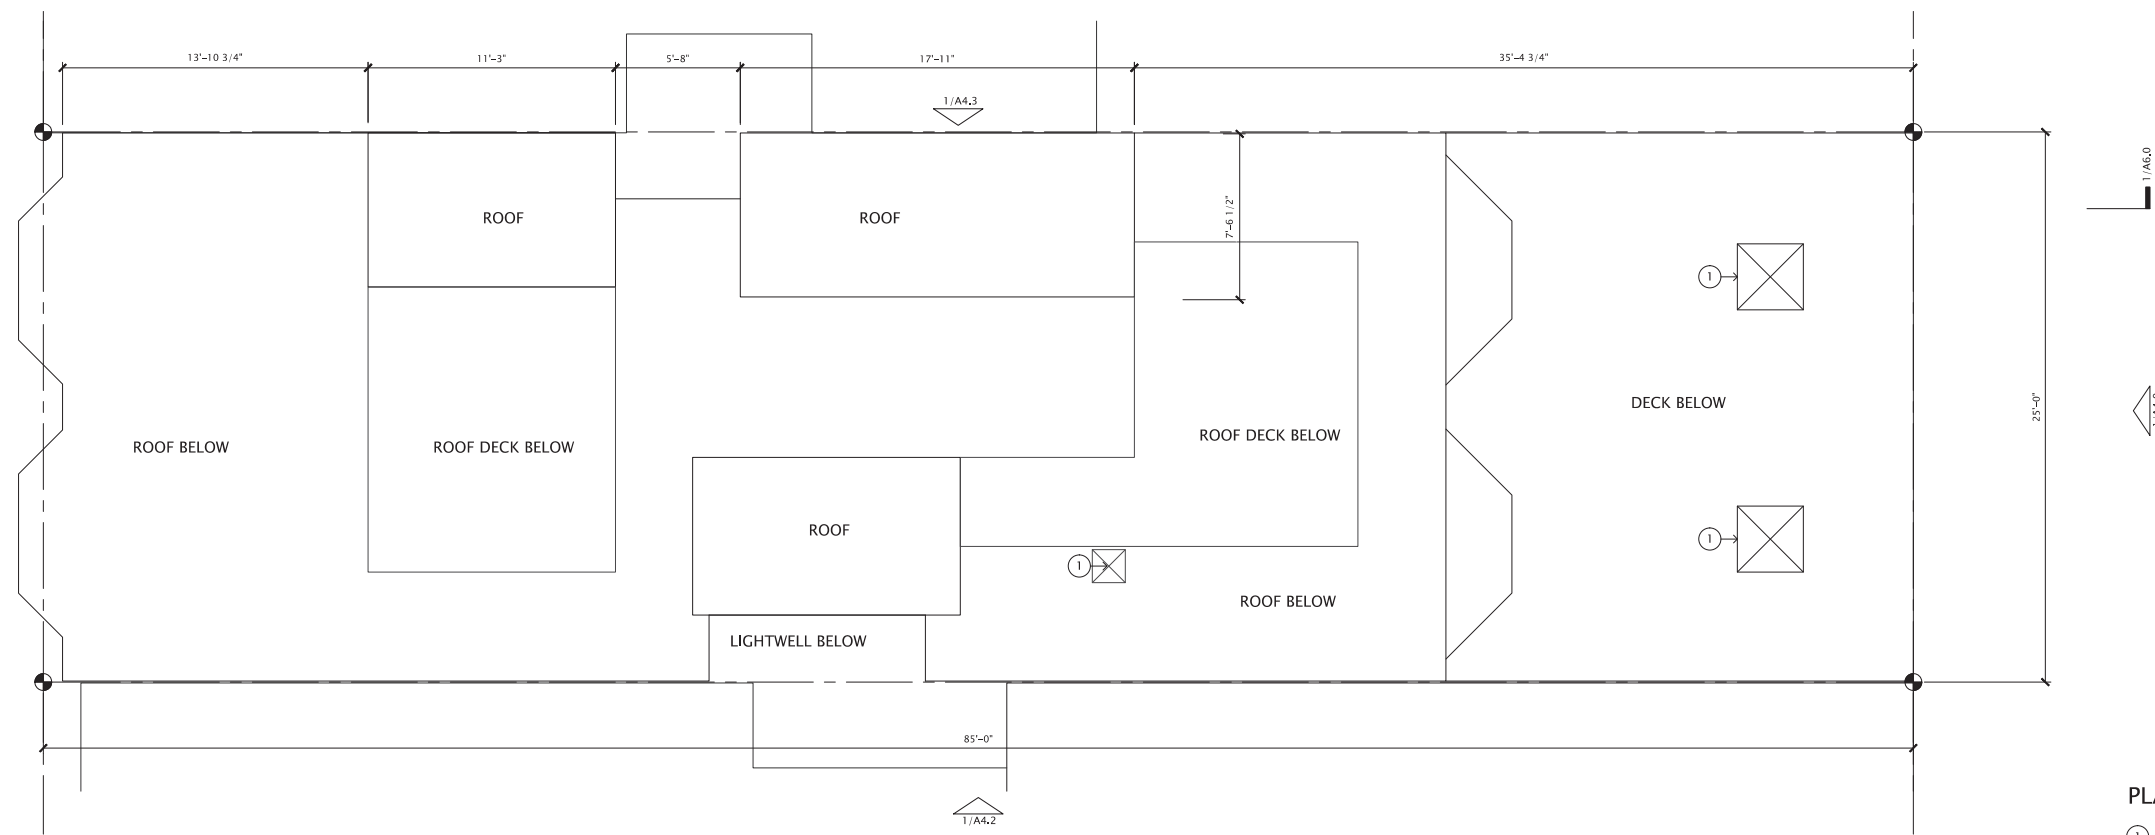 13'-10 3/4"
11'-3"
5'-8"
17'-11"
35'-4 3/4"
1/A4.3
1/A6.0
7'-6 1/2"
ROOF
ROOF
1
DECK BELOW
25'-0"
ROOF DECK BELOW
ROOF BELOW
ROOF DECK BELOW
ROOF
1
1
ROOF BELOW
LIGHTWELL BELOW
85'-0"
1/A4.2
PLA
1